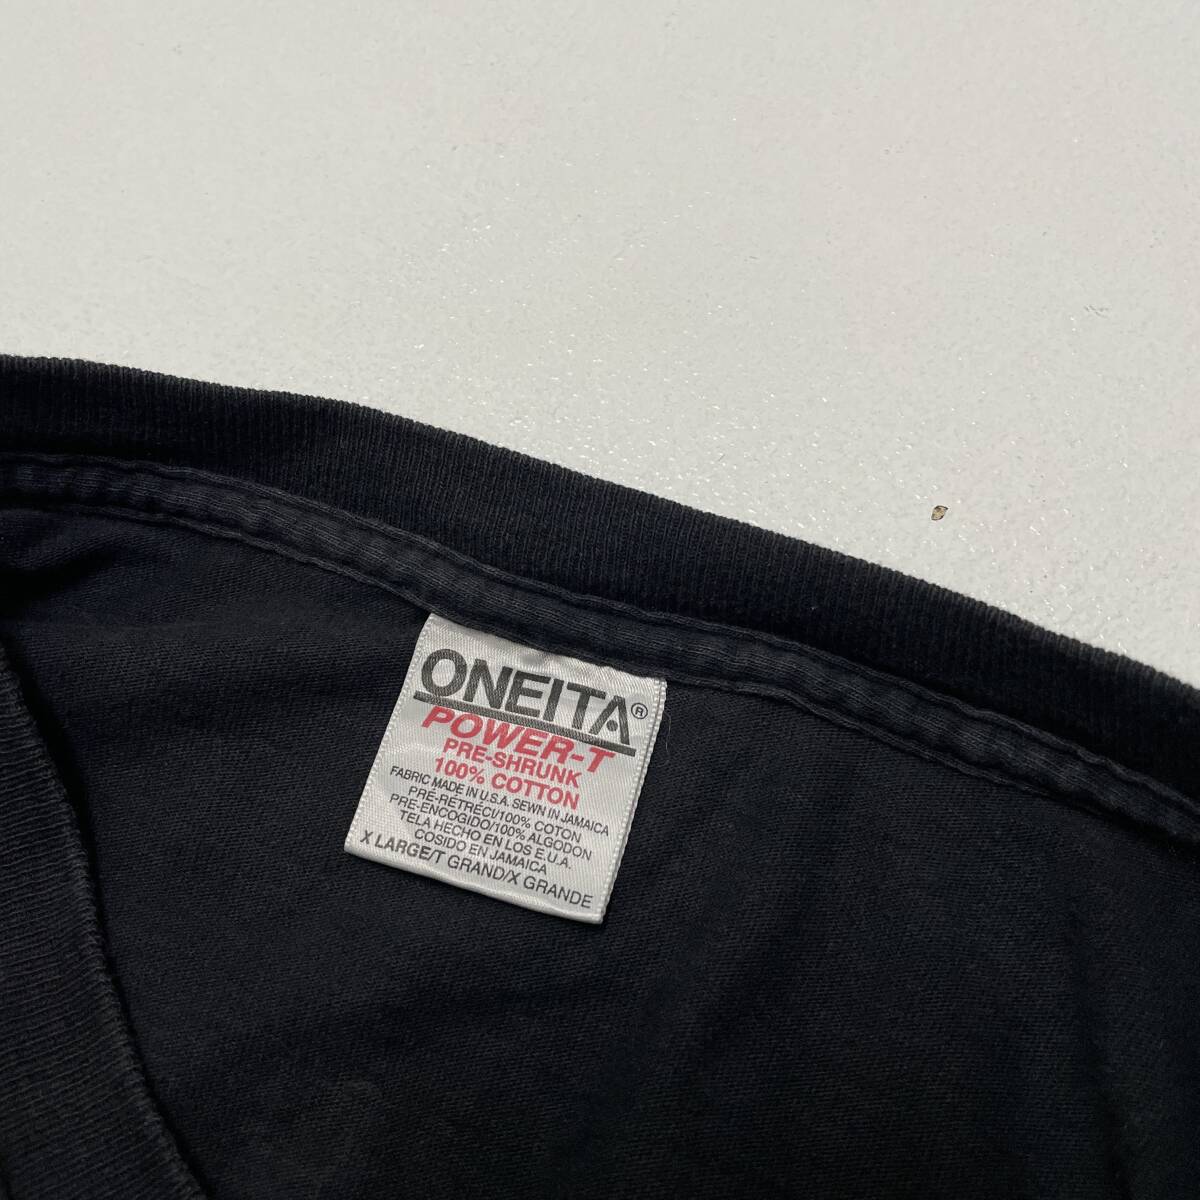 ONEITA®
POWER-T
PRE-SHRUNK
100% COTTON
FABRIC MADE IN U.S.A. SEWN IN JAMAICA
PRÉ-RETRÉCI/100% COTON
PRE-ENCOGIDO/100% ALGODON
TELA HECHO EN LOS E.U.A.
COSIDO EN JAMAICA
X LARGE/T GRAND/X GRANDE